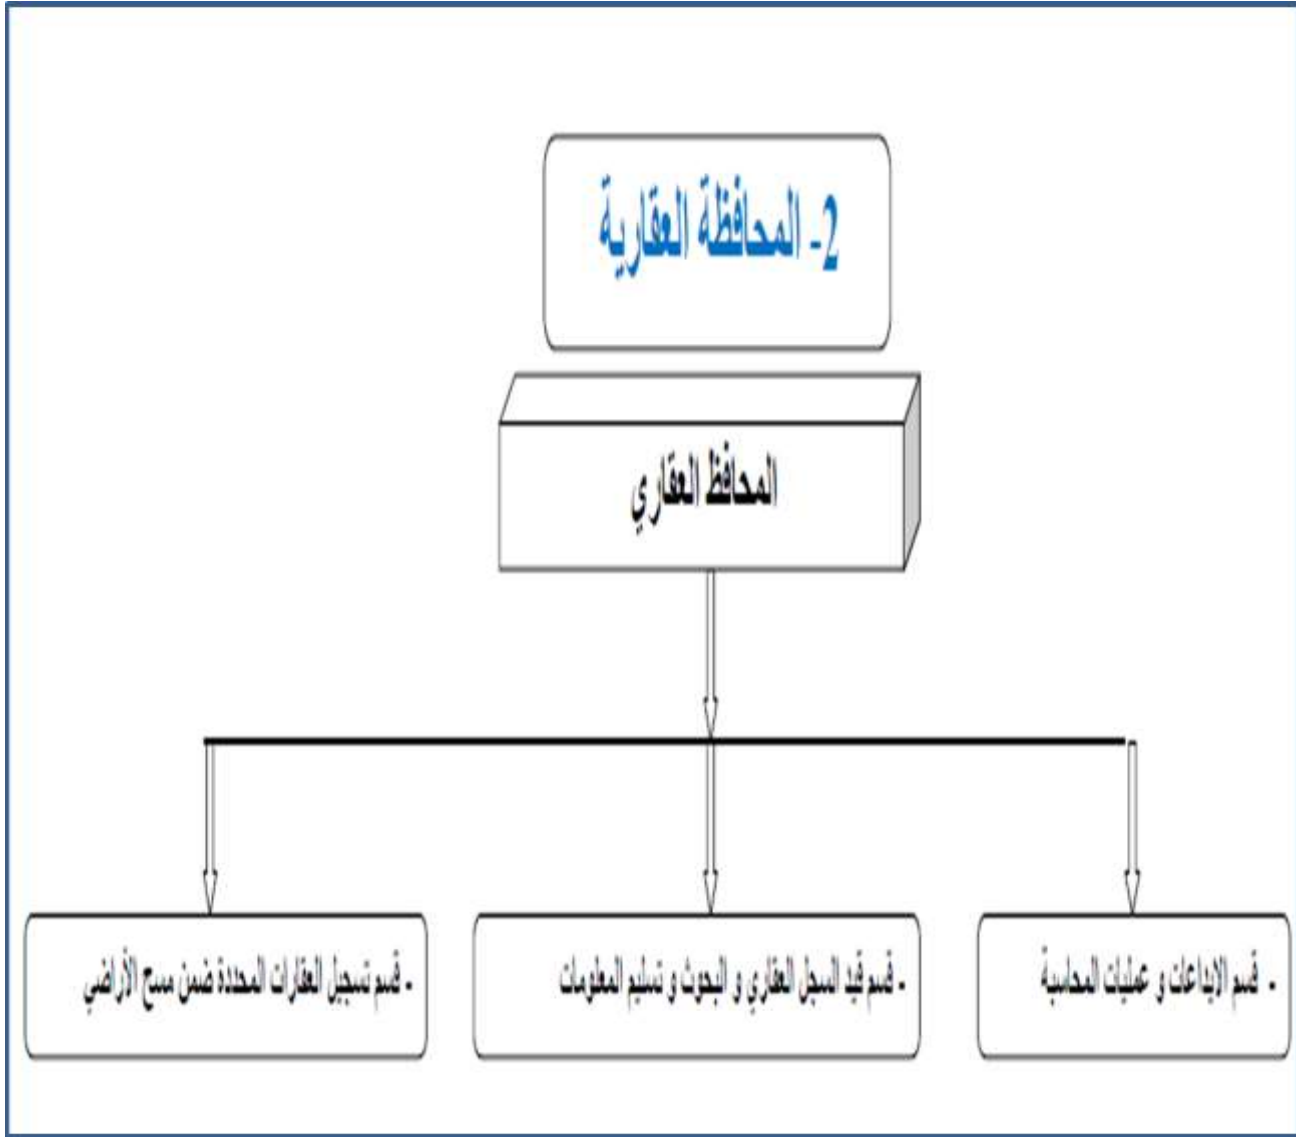 2- المحافظة العقارية
المحافظ العقاري
- قسم الايداعات و عمليات المحاسبة
- قسم قيد السجل العقاري و البحوث و تسليم المعلومات
- قسم تسجيل العقارات المحددة ضمن مسح الأراضي